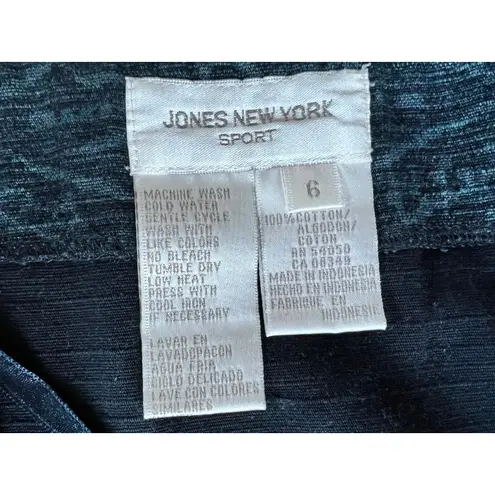 JONES NEW YORK
SPORT
MACHINE WASH
COLD WATER
GENTLE CYCLE
WASH WITH
LIKE COLORS
NO BLEACH
TUMBLE DRY
LOW HEAT
PRESS WITH
COOL IRON
IF NECESSARY
LAVAR EN
LAVADOPACON
AGUA FRIA
CICLO DELICADO
LAVE CON COLORES
SIMILARES
6
100%COTTON/
ALGODON/
COTON
RN 54050
CA 08349
MADE IN INDONESIA
HECHO EN INDONESIA
FABRIQUE EN
INDONESIE